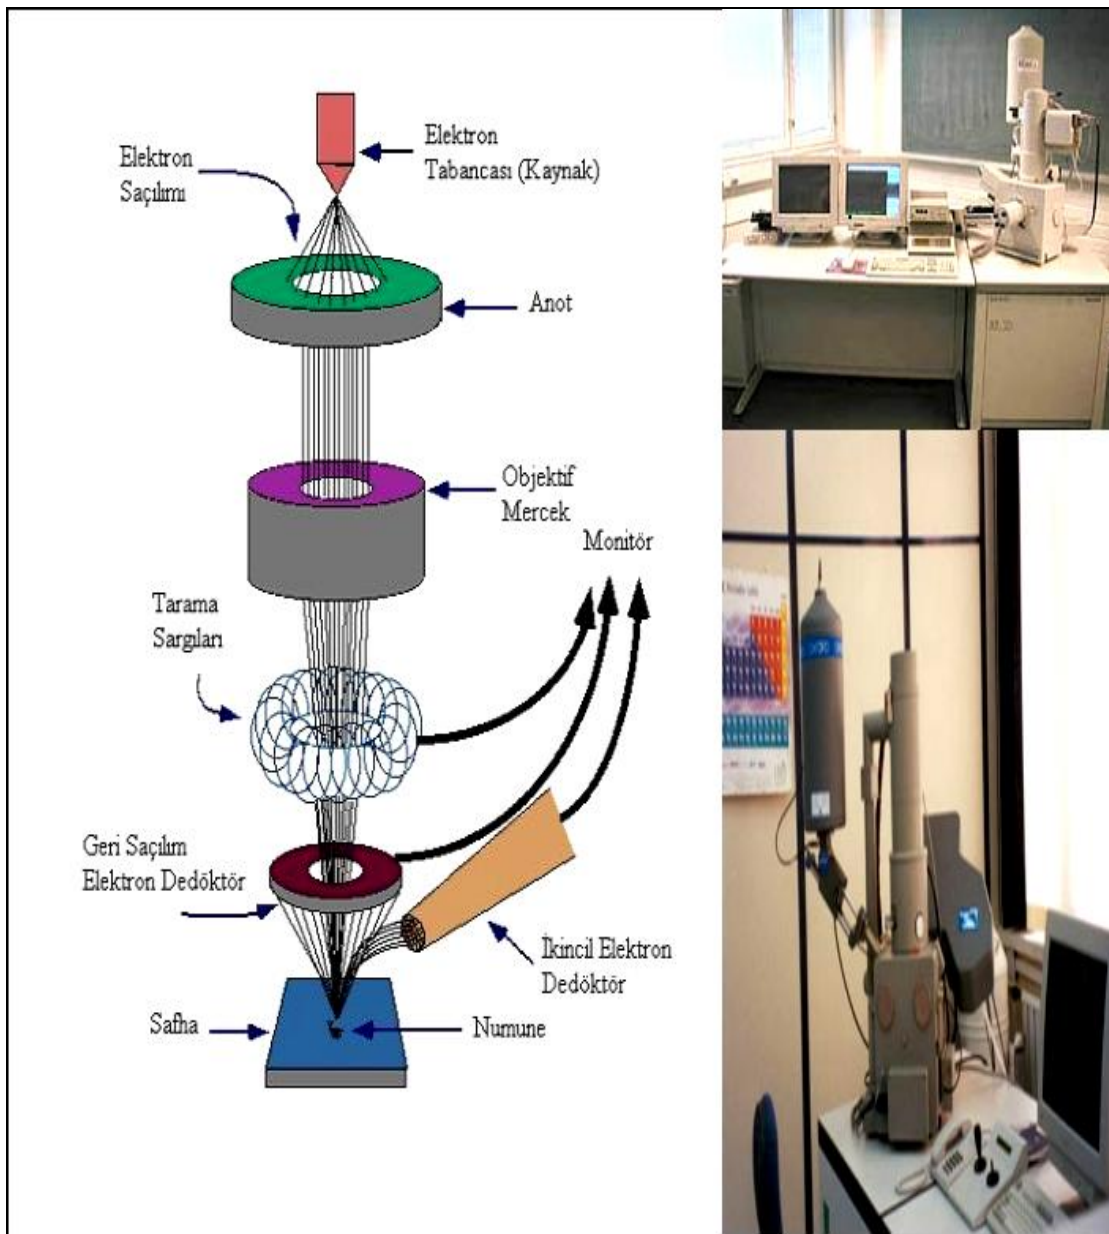 Elektron
Tabancası (Kaynak)
Elektron
Saçılımı
Anot
Objektif
Mercek
Monitör
Tarama
Sargıları
Geri Saçılım
Elektron Dedöktör
İkincil Elektron
Dedöktör
Safha
Numune